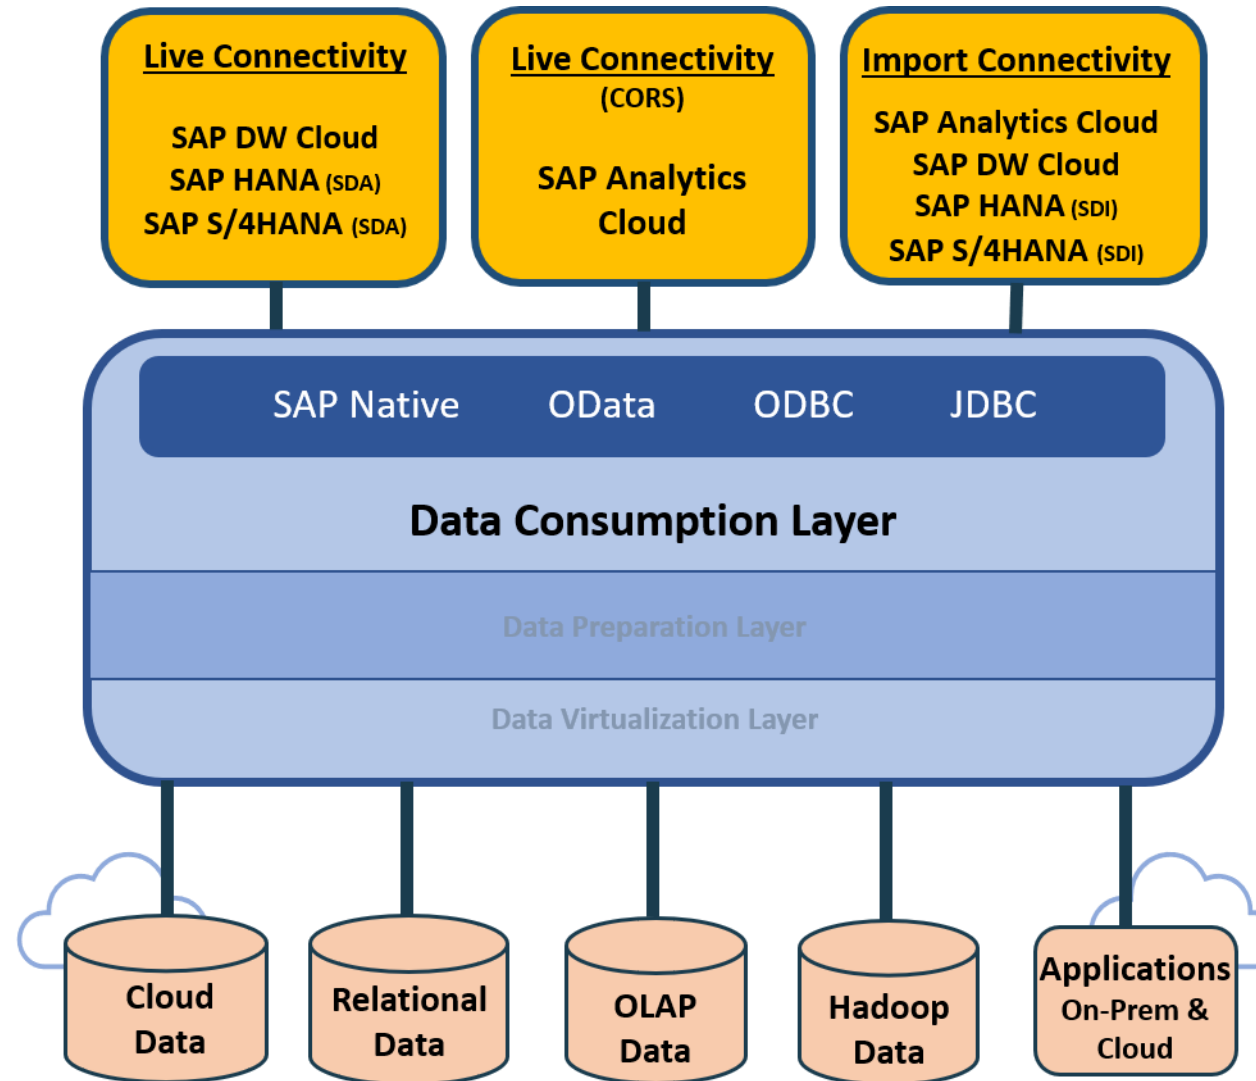 Live Connectivity
SAP DW Cloud
SAP HANA (SDA)
SAP S/4HANA (SDA)
Live Connectivity
(CORS)
SAP Analytics
Cloud
Import Connectivity
SAP Analytics Cloud
SAP DW Cloud
SAP HANA (SDI)
SAP S/4HANA (SDI)
SAP Native OData ODBC JDBC
Data Consumption Layer
Data Preparation Layer
Data Virtualization Layer
Cloud
Data
Relational
Data
OLAP
Data
Hadoop
Data
Applications
On-Prem &
Cloud